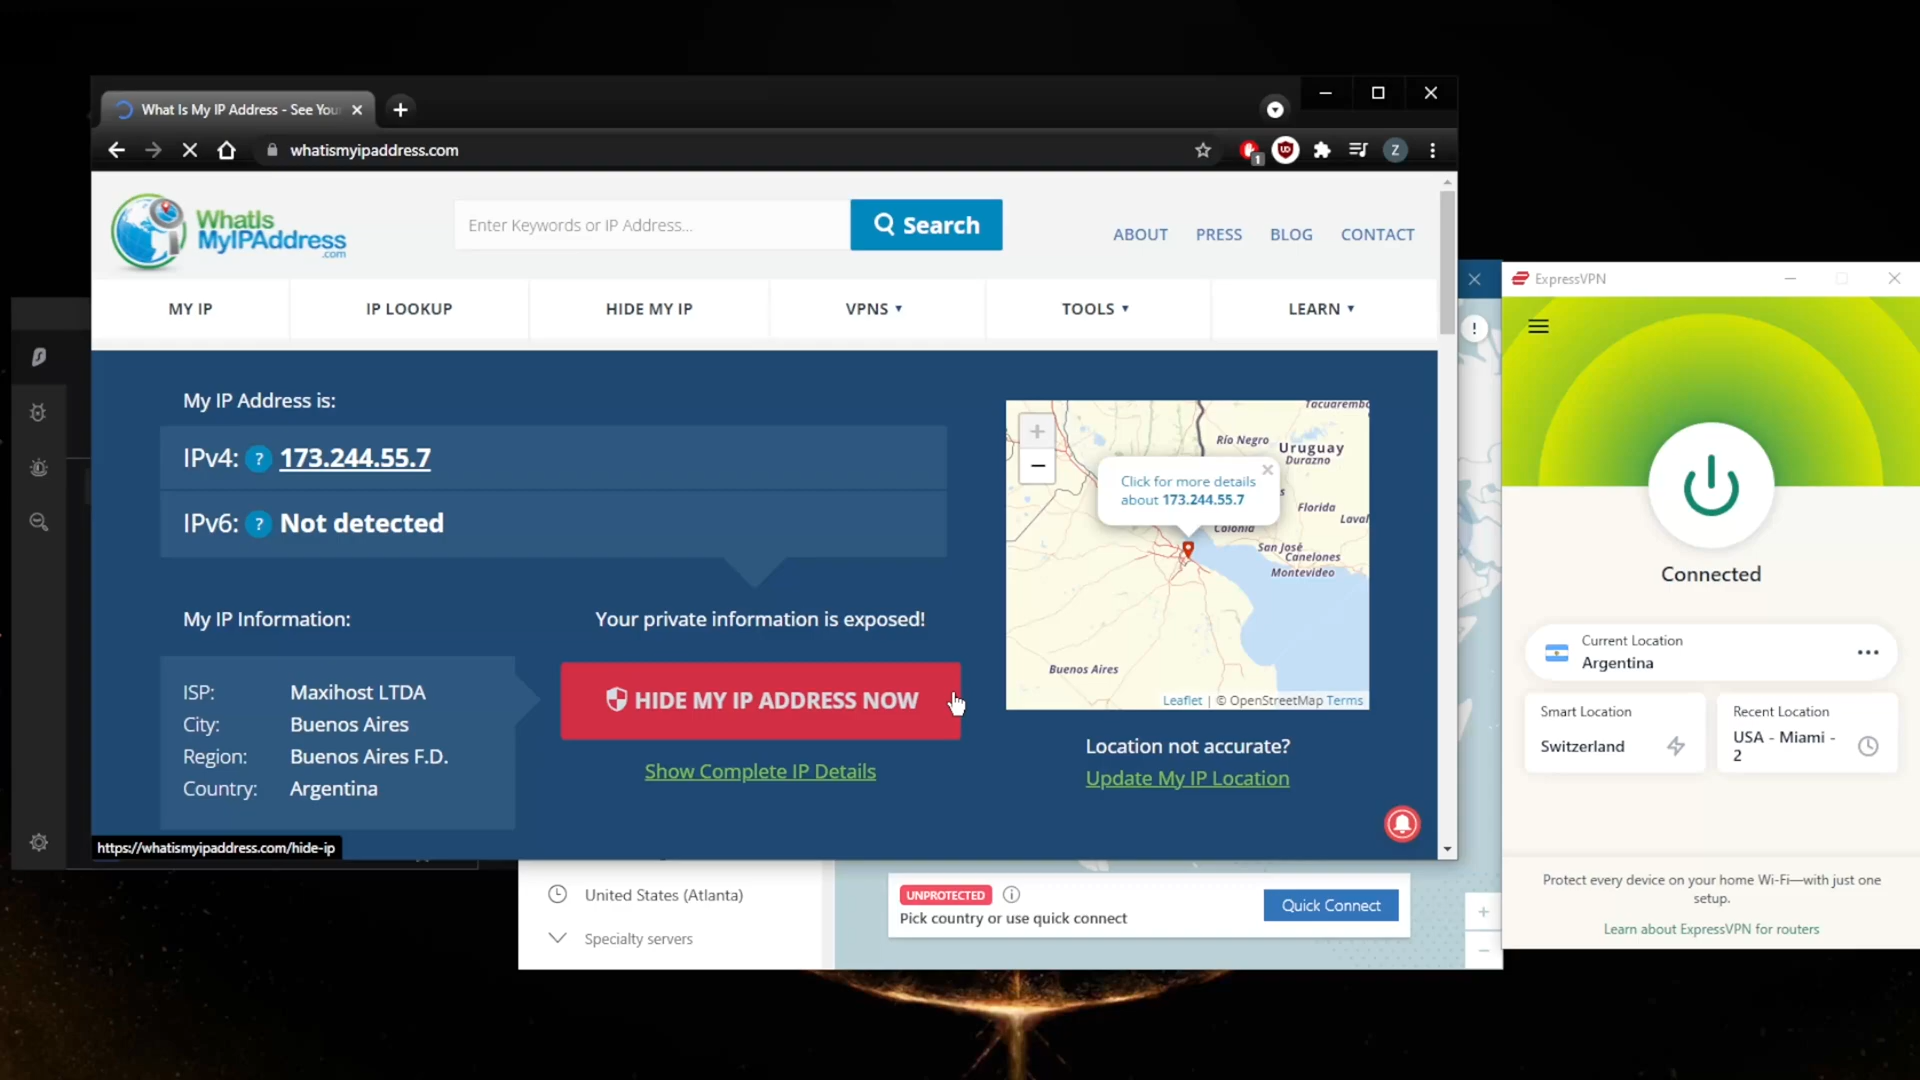 What Is My IP Address - See You
whatismyipaddress.com
1
Z
WhatIs
MyIPAddress
.com
Enter Keywords or IP Address...
Search
ABOUT
PRESS
BLOG
CONTACT
MY IP
IP LOOKUP
HIDE MY IP
VPNS
TOOLS
LEARN
My IP Address is:
IPv4: ? 173.244.55.7
IPv6: ? Not detected
My IP Information:
ISP: Maxihost LTDA
City: Buenos Aires
Region: Buenos Aires F.D.
Country: Argentina
Your private information is exposed!
HIDE MY IP ADDRESS NOW
Show Complete IP Details
+
−
Tacuaremb
Río Negro
Uruguay
Durazno
Click for more details
about 173.244.55.7
×
Florida
Laval
Colonia
San José
Canelones
Montevideo
Buenos Aires
Leaflet | © OpenStreetMap Terms
Location not accurate?
Update My IP Location
https://whatismyipaddress.com/hide-ip
United States (Atlanta)
Specialty servers
UNPROTECTED
Pick country or use quick connect
Quick Connect
!
+
−
ExpressVPN
Connected
Current Location
Argentina
Smart Location
Switzerland
Recent Location
USA - Miami -
2
Protect every device on your home Wi-Fi—with just one
setup.
Learn about ExpressVPN for routers